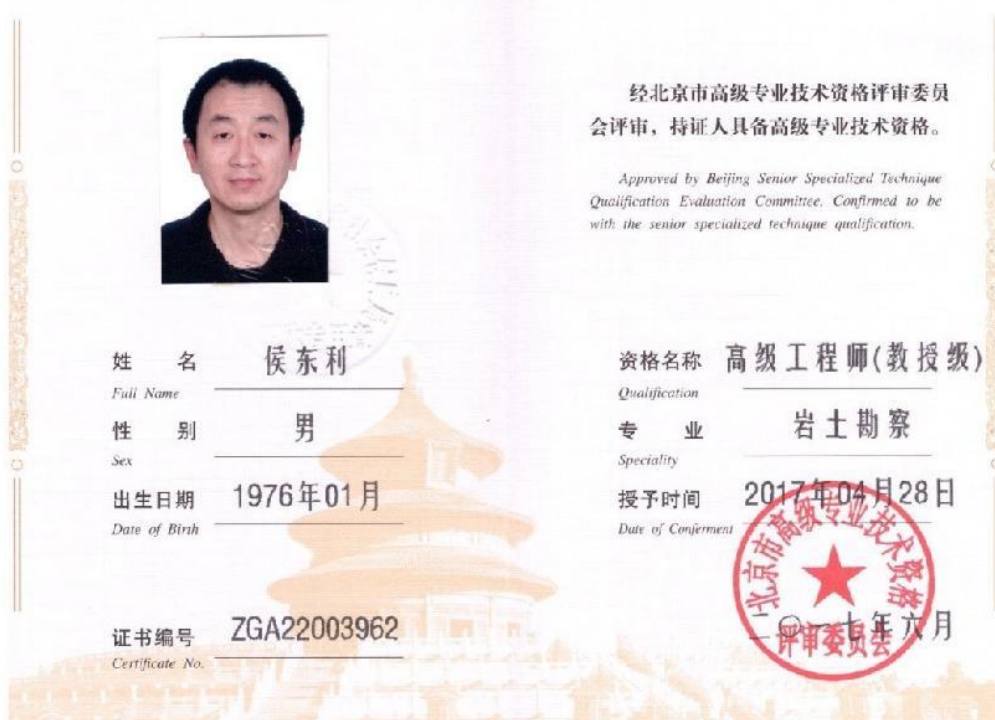 经北京市高级专业技术资格评审委员
会评审，持证人具备高级专业技术资格。
Approved by Beijing Senior Specialized Technique
Qualification Evaluation Committee. Confirmed to be
with the senior specialized technique qualification.
姓 名 侯东利
Full Name
性 别 男
Sex
出生日期 1976年01月
Date of Birth
证书编号 ZGA22003962
Certificate No.
资格名称 高级工程师(教授级)
Qualification
专 业 岩土勘察
Speciality
授予时间 2017年04月28日
Date of Conferment
北京市高级专业技术资格
评审委员会
二〇一七年六月